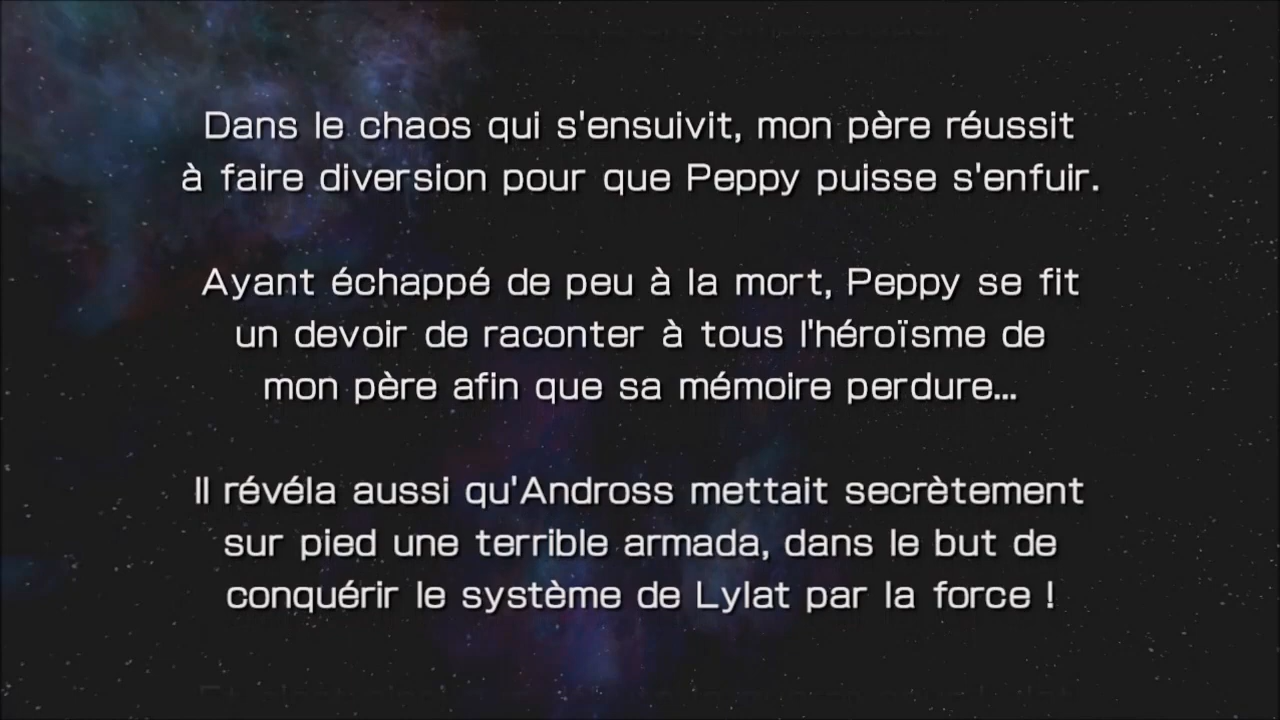 Dans le chaos qui s'ensuivit, mon père réussit
à faire diversion pour que Peppy puisse s'enfuir.
Ayant échappé de peu à la mort, Peppy se fit
un devoir de raconter à tous l'héroïsme de
mon père afin que sa mémoire perdure...
Il révéla aussi qu'Andross mettait secrètement
sur pied une terrible armada, dans le but de
conquérir le système de Lylat par la force !